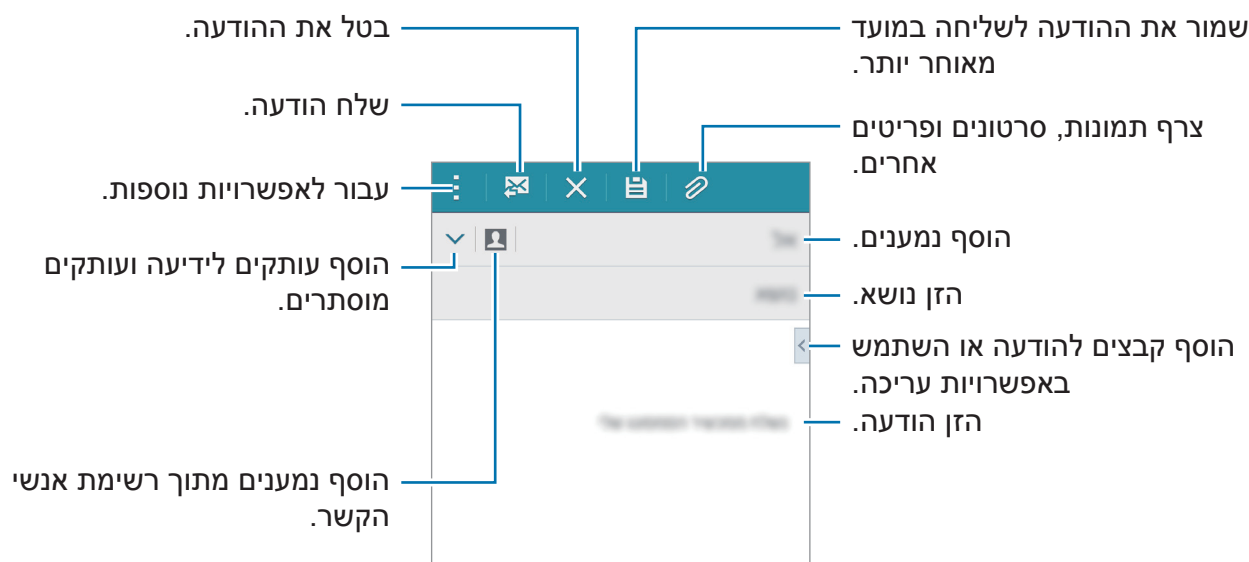 שמור את ההודעה לשליחה במועד
מאוחר יותר.
צרף תמונות, סרטונים ופריטים
אחרים.
הוסף נמענים.
הזן נושא.
הוסף קבצים להודעה או השתמש
באפשרויות עריכה.
הזן הודעה.
בטל את ההודעה.
שלח הודעה.
עבור לאפשרויות נוספות.
הוסף עותקים לידיעה ועותקים
מוסתרים.
הוסף נמענים מתוך רשימת אנשי
הקשר.
אל
נושא